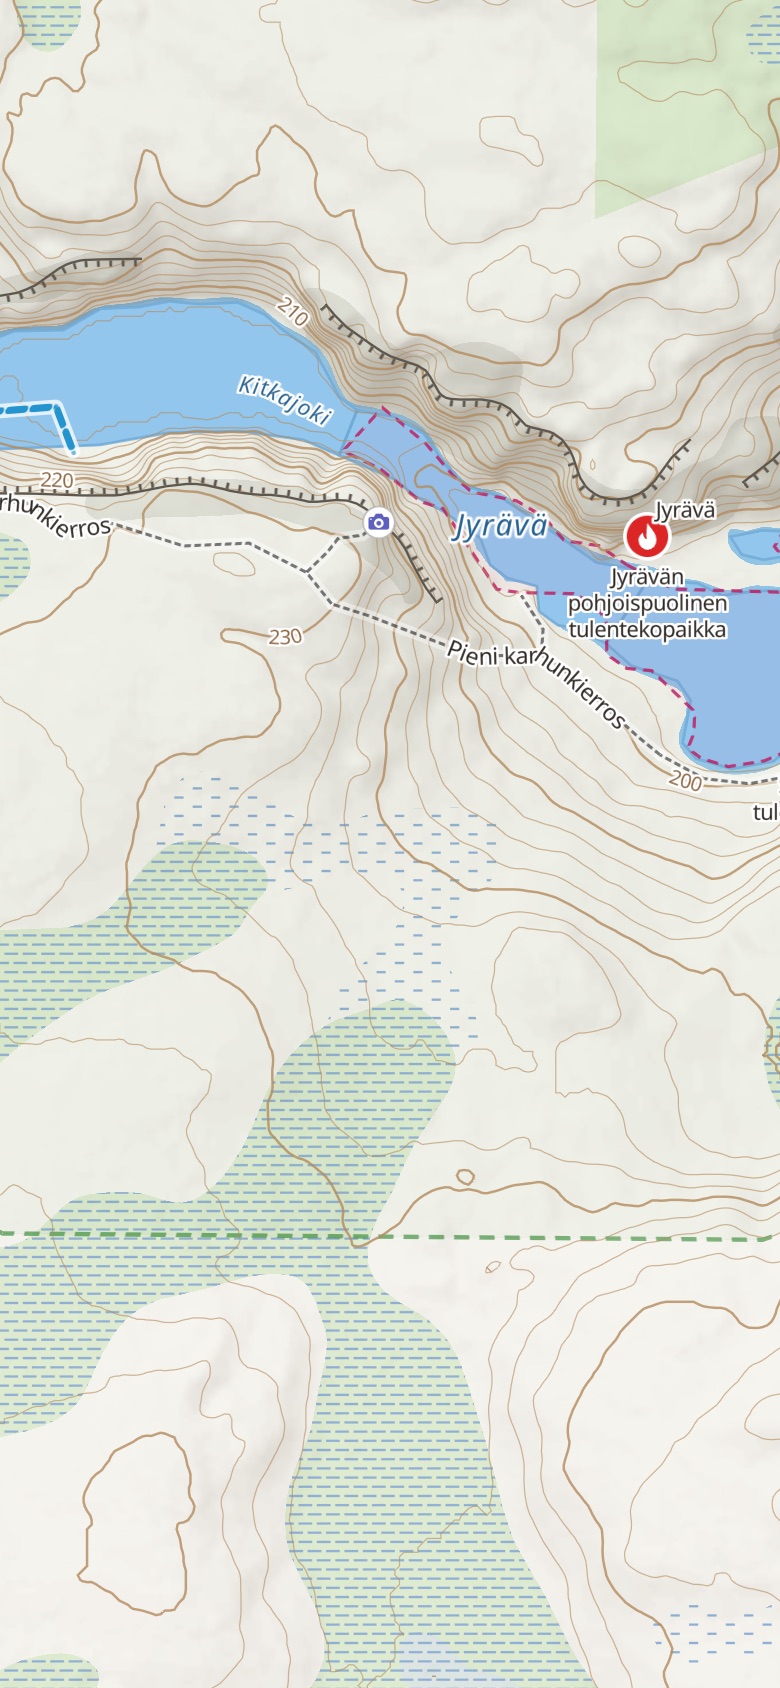 210
Kitkajoki
220
rhunkierros
Jyrävä
Jyrävä
Jyrävän
pohjoispuolinen
tulentekopaikka
230
Pieni karhunkierros
200
tul